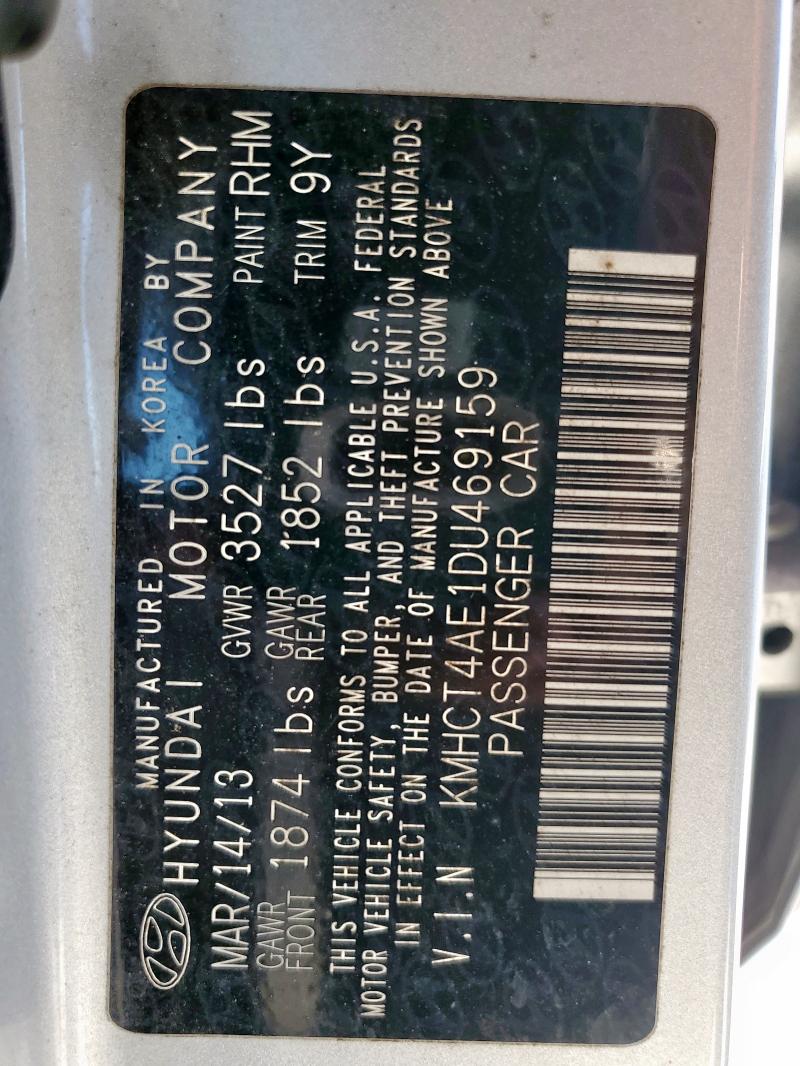 MANUFACTURED IN KOREA BY
HYUNDAI MOTOR COMPANY
MAR/14/13 GVWR 3527 lbs PAINT RHM
GAWR FRONT 1874 lbs GAWR REAR 1852 lbs TRIM 9Y
THIS VEHICLE CONFORMS TO ALL APPLICABLE U.S.A. FEDERAL
MOTOR VEHICLE SAFETY, BUMPER, AND THEFT PREVENTION STANDARDS
IN EFFECT ON THE DATE OF MANUFACTURE SHOWN ABOVE
V.I.N KMHCT4AE1DU469159
PASSENGER CAR